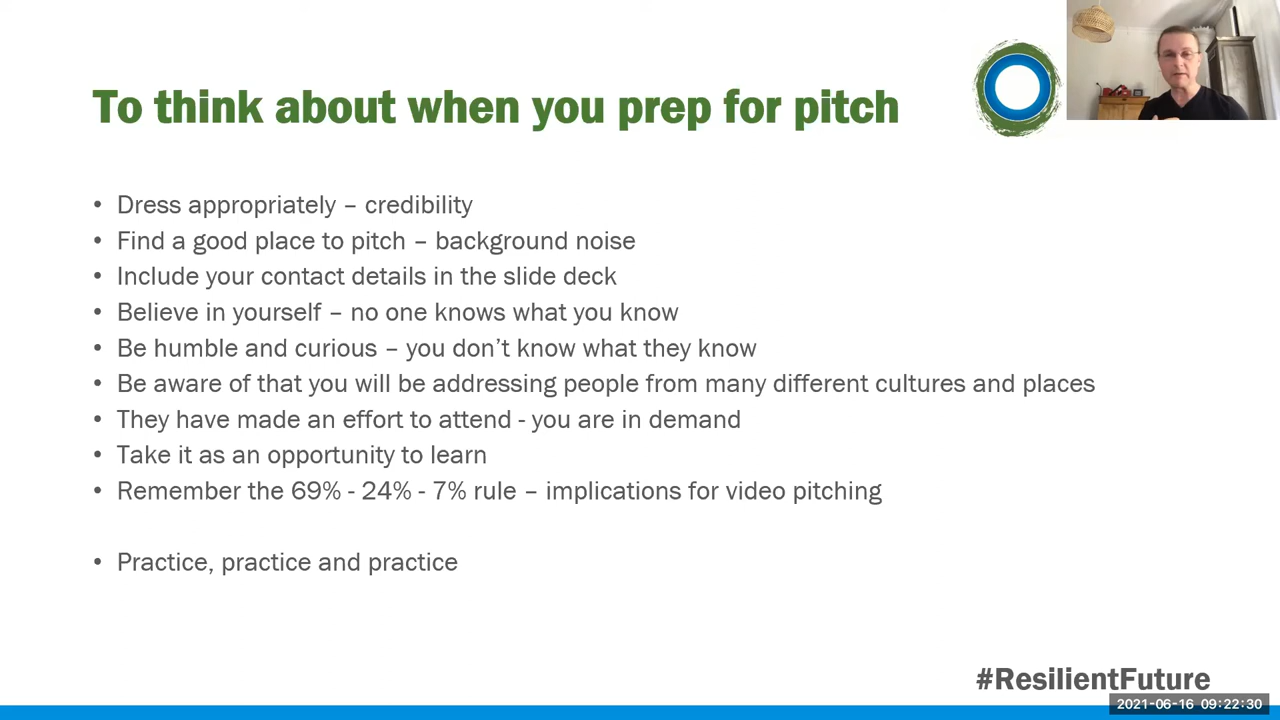 To think about when you prep for pitch
• Dress appropriately – credibility
• Find a good place to pitch – background noise
• Include your contact details in the slide deck
• Believe in yourself – no one knows what you know
• Be humble and curious – you don’t know what they know
• Be aware of that you will be addressing people from many different cultures and places
• They have made an effort to attend - you are in demand
• Take it as an opportunity to learn
• Remember the 69% - 24% - 7% rule – implications for video pitching
• Practice, practice and practice
#ResilientFuture
2021-06-16 09:22:30